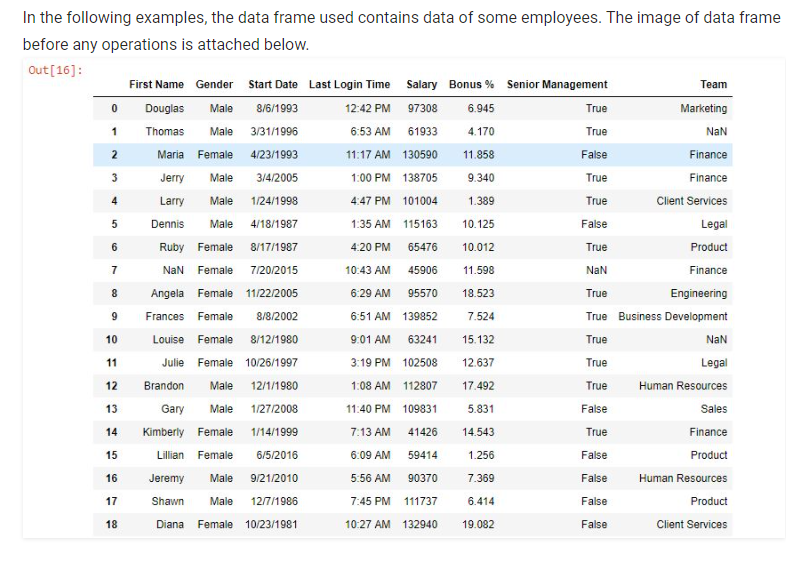 In the following examples, the data frame used contains data of some employees. The image of data frame
before any operations is attached below.
Out[16]:
First Name Gender Start Date Last Login Time Salary Bonus % Senior Management Team
0 Douglas Male 8/6/1993 12:42 PM 97308 6.945 True Marketing
1 Thomas Male 3/31/1996 6:53 AM 61933 4.170 True NaN
2 Maria Female 4/23/1993 11:17 AM 130590 11.858 False Finance
3 Jerry Male 3/4/2005 1:00 PM 138705 9.340 True Finance
4 Larry Male 1/24/1998 4:47 PM 101004 1.389 True Client Services
5 Dennis Male 4/18/1987 1:35 AM 115163 10.125 False Legal
6 Ruby Female 8/17/1987 4:20 PM 65476 10.012 True Product
7 NaN Female 7/20/2015 10:43 AM 45906 11.598 NaN Finance
8 Angela Female 11/22/2005 6:29 AM 95570 18.523 True Engineering
9 Frances Female 8/8/2002 6:51 AM 139852 7.524 True Business Development
10 Louise Female 8/12/1980 9:01 AM 63241 15.132 True NaN
11 Julie Female 10/26/1997 3:19 PM 102508 12.637 True Legal
12 Brandon Male 12/1/1980 1:08 AM 112807 17.492 True Human Resources
13 Gary Male 1/27/2008 11:40 PM 109831 5.831 False Sales
14 Kimberly Female 1/14/1999 7:13 AM 41426 14.543 True Finance
15 Lillian Female 6/5/2016 6:09 AM 59414 1.256 False Product
16 Jeremy Male 9/21/2010 5:56 AM 90370 7.369 False Human Resources
17 Shawn Male 12/7/1986 7:45 PM 111737 6.414 False Product
18 Diana Female 10/23/1981 10:27 AM 132940 19.082 False Client Services